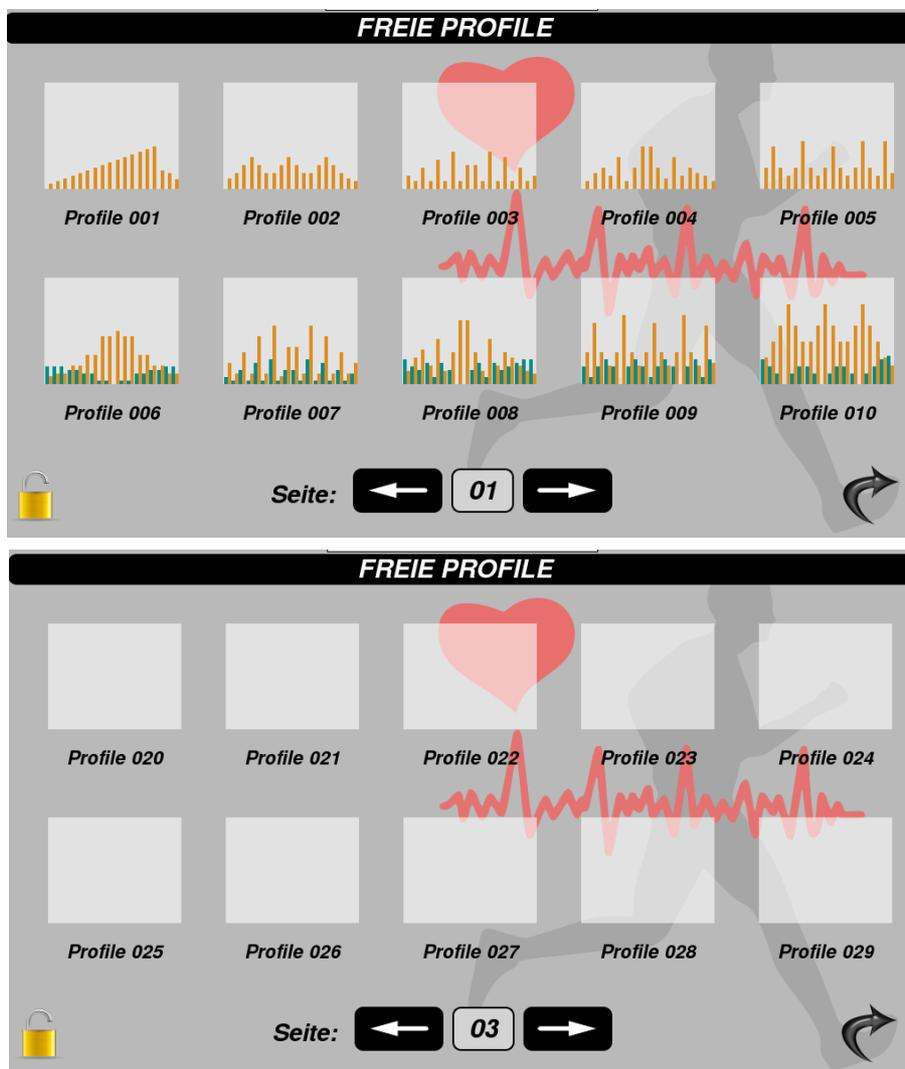 FREIE PROFILE
Profile 001 Profile 002 Profile 003 Profile 004 Profile 005
Profile 006 Profile 007 Profile 008 Profile 009 Profile 010
Seite: 01
FREIE PROFILE
Profile 020 Profile 021 Profile 022 Profile 023 Profile 024
Profile 025 Profile 026 Profile 027 Profile 028 Profile 029
Seite: 03